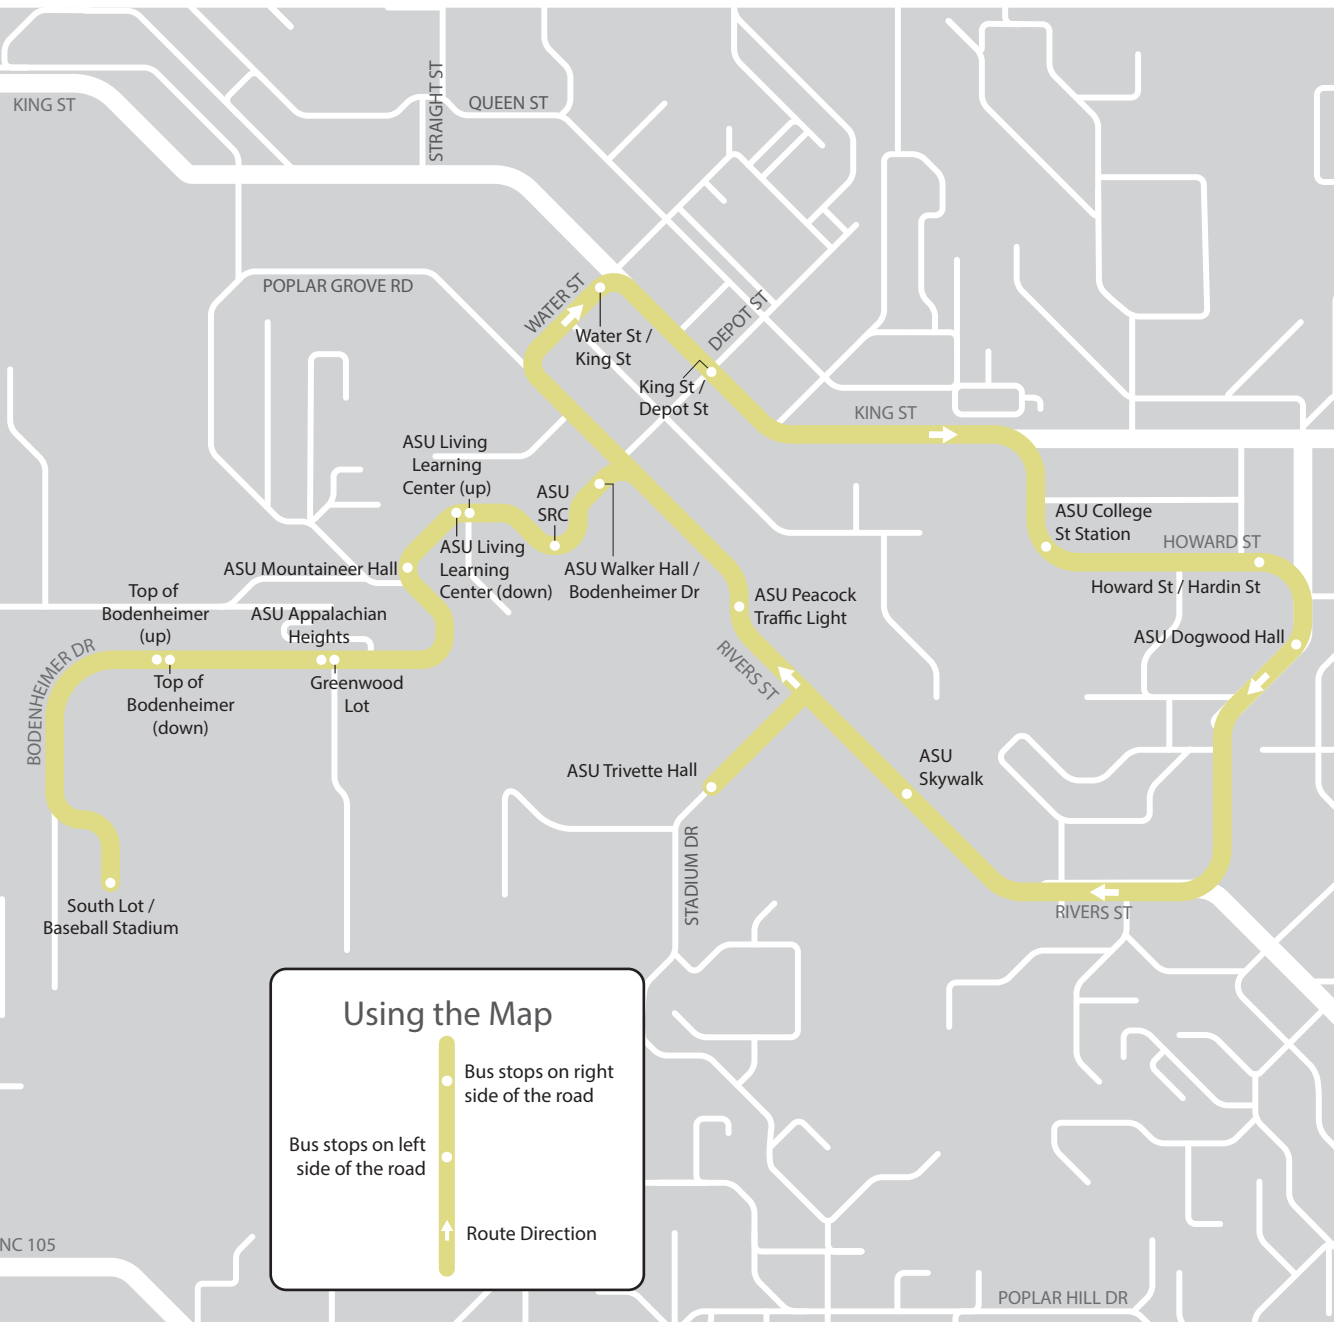 KING ST
STRAIGHT ST
QUEEN ST
POPLAR GROVE RD
WATER ST
DEPOT ST
Water St /
King St
King St /
Depot St
KING ST
ASU Living
Learning
Center (up)
ASU
SRC
ASU College
St Station
HOWARD ST
ASU Living
Learning
Center (down)
ASU Mountaineer Hall
ASU Walker Hall /
Bodenheimer Dr
Howard St / Hardin St
Top of
Bodenheimer
(up)
ASU Appalachian
Heights
ASU Peacock
Traffic Light
ASU Dogwood Hall
RIVERS ST
BODENHEIMER DR
Top of
Bodenheimer
(down)
Greenwood
Lot
ASU Trivette Hall
ASU
Skywalk
STADIUM DR
South Lot /
Baseball Stadium
RIVERS ST
Using the Map
Bus stops on right
side of the road
Bus stops on left
side of the road
Route Direction
NC 105
POPLAR HILL DR